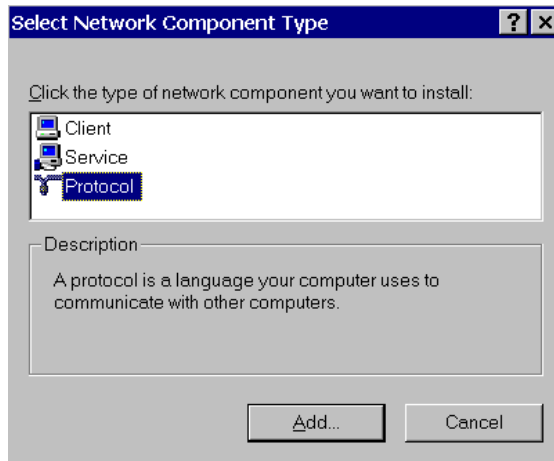 Select Network Component Type
Click the type of network component you want to install:
Client
Service
Protocol
Description
A protocol is a language your computer uses to
communicate with other computers.
Add...
Cancel